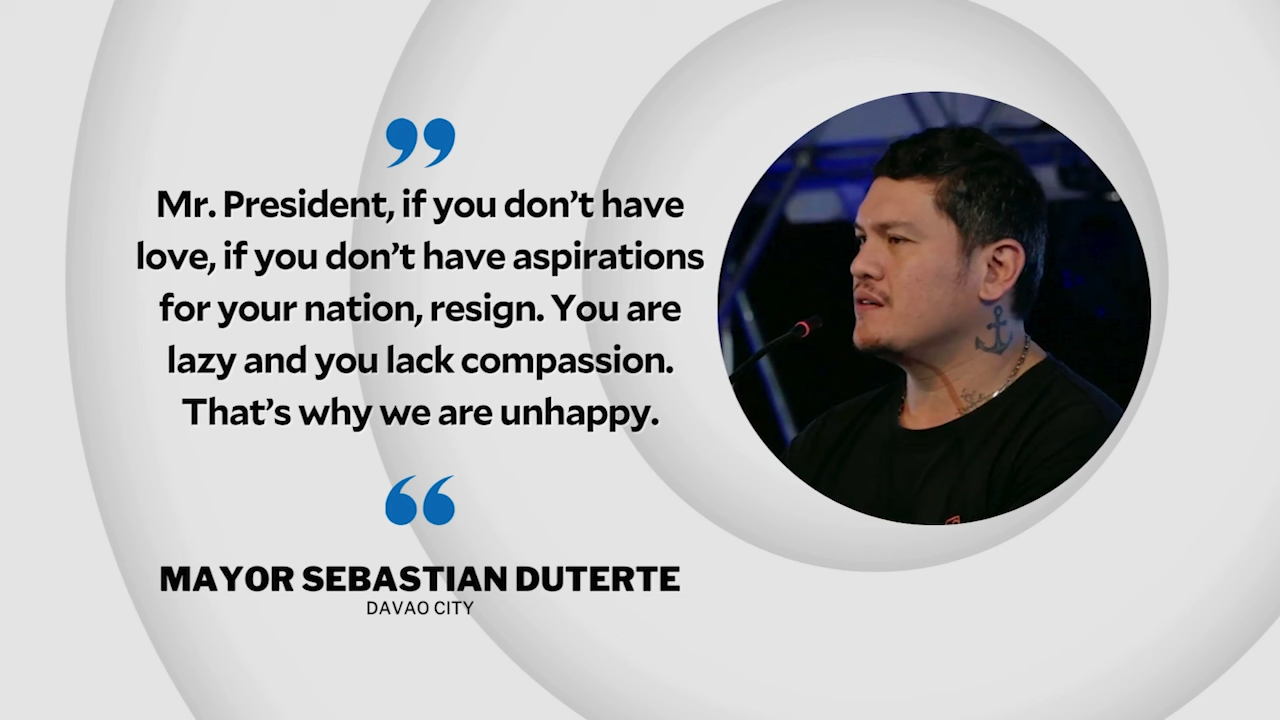 ”
Mr. President, if you don’t have
love, if you don’t have aspirations
for your nation, resign. You are
lazy and you lack compassion.
That’s why we are unhappy.
“
MAYOR SEBASTIAN DUTERTE
DAVAO CITY